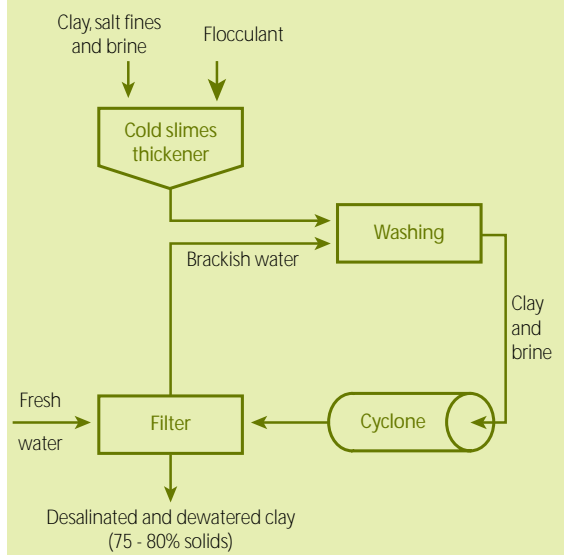 Clay, salt fines
and brine
Flocculant
Cold slimes
thickener
Washing
Brackish water
Clay
and
brine
Fresh
water
Filter
Cyclone
Desalinated and dewatered clay
(75 - 80% solids)